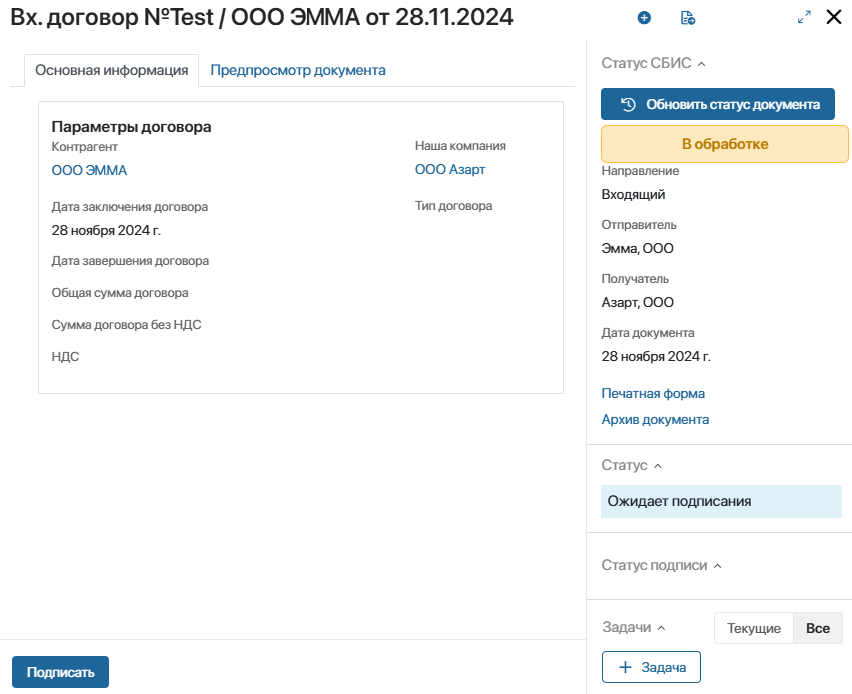 Вх. договор №Test / ООО ЭММА от 28.11.2024
Основная информация
Предпросмотр документа
Параметры договора
Контрагент
ООО ЭММА
Наша компания
ООО Азарт
Дата заключения договора
28 ноября 2024 г.
Тип договора
Дата завершения договора
Общая сумма договора
Сумма договора без НДС
НДС
Подписать
Статус СБИС
Обновить статус документа
В обработке
Направление
Входящий
Отправитель
Эмма, ООО
Получатель
Азарт, ООО
Дата документа
28 ноября 2024 г.
Печатная форма
Архив документа
Статус
Ожидает подписания
Статус подписи
Задачи
Текущие
Все
+ Задача